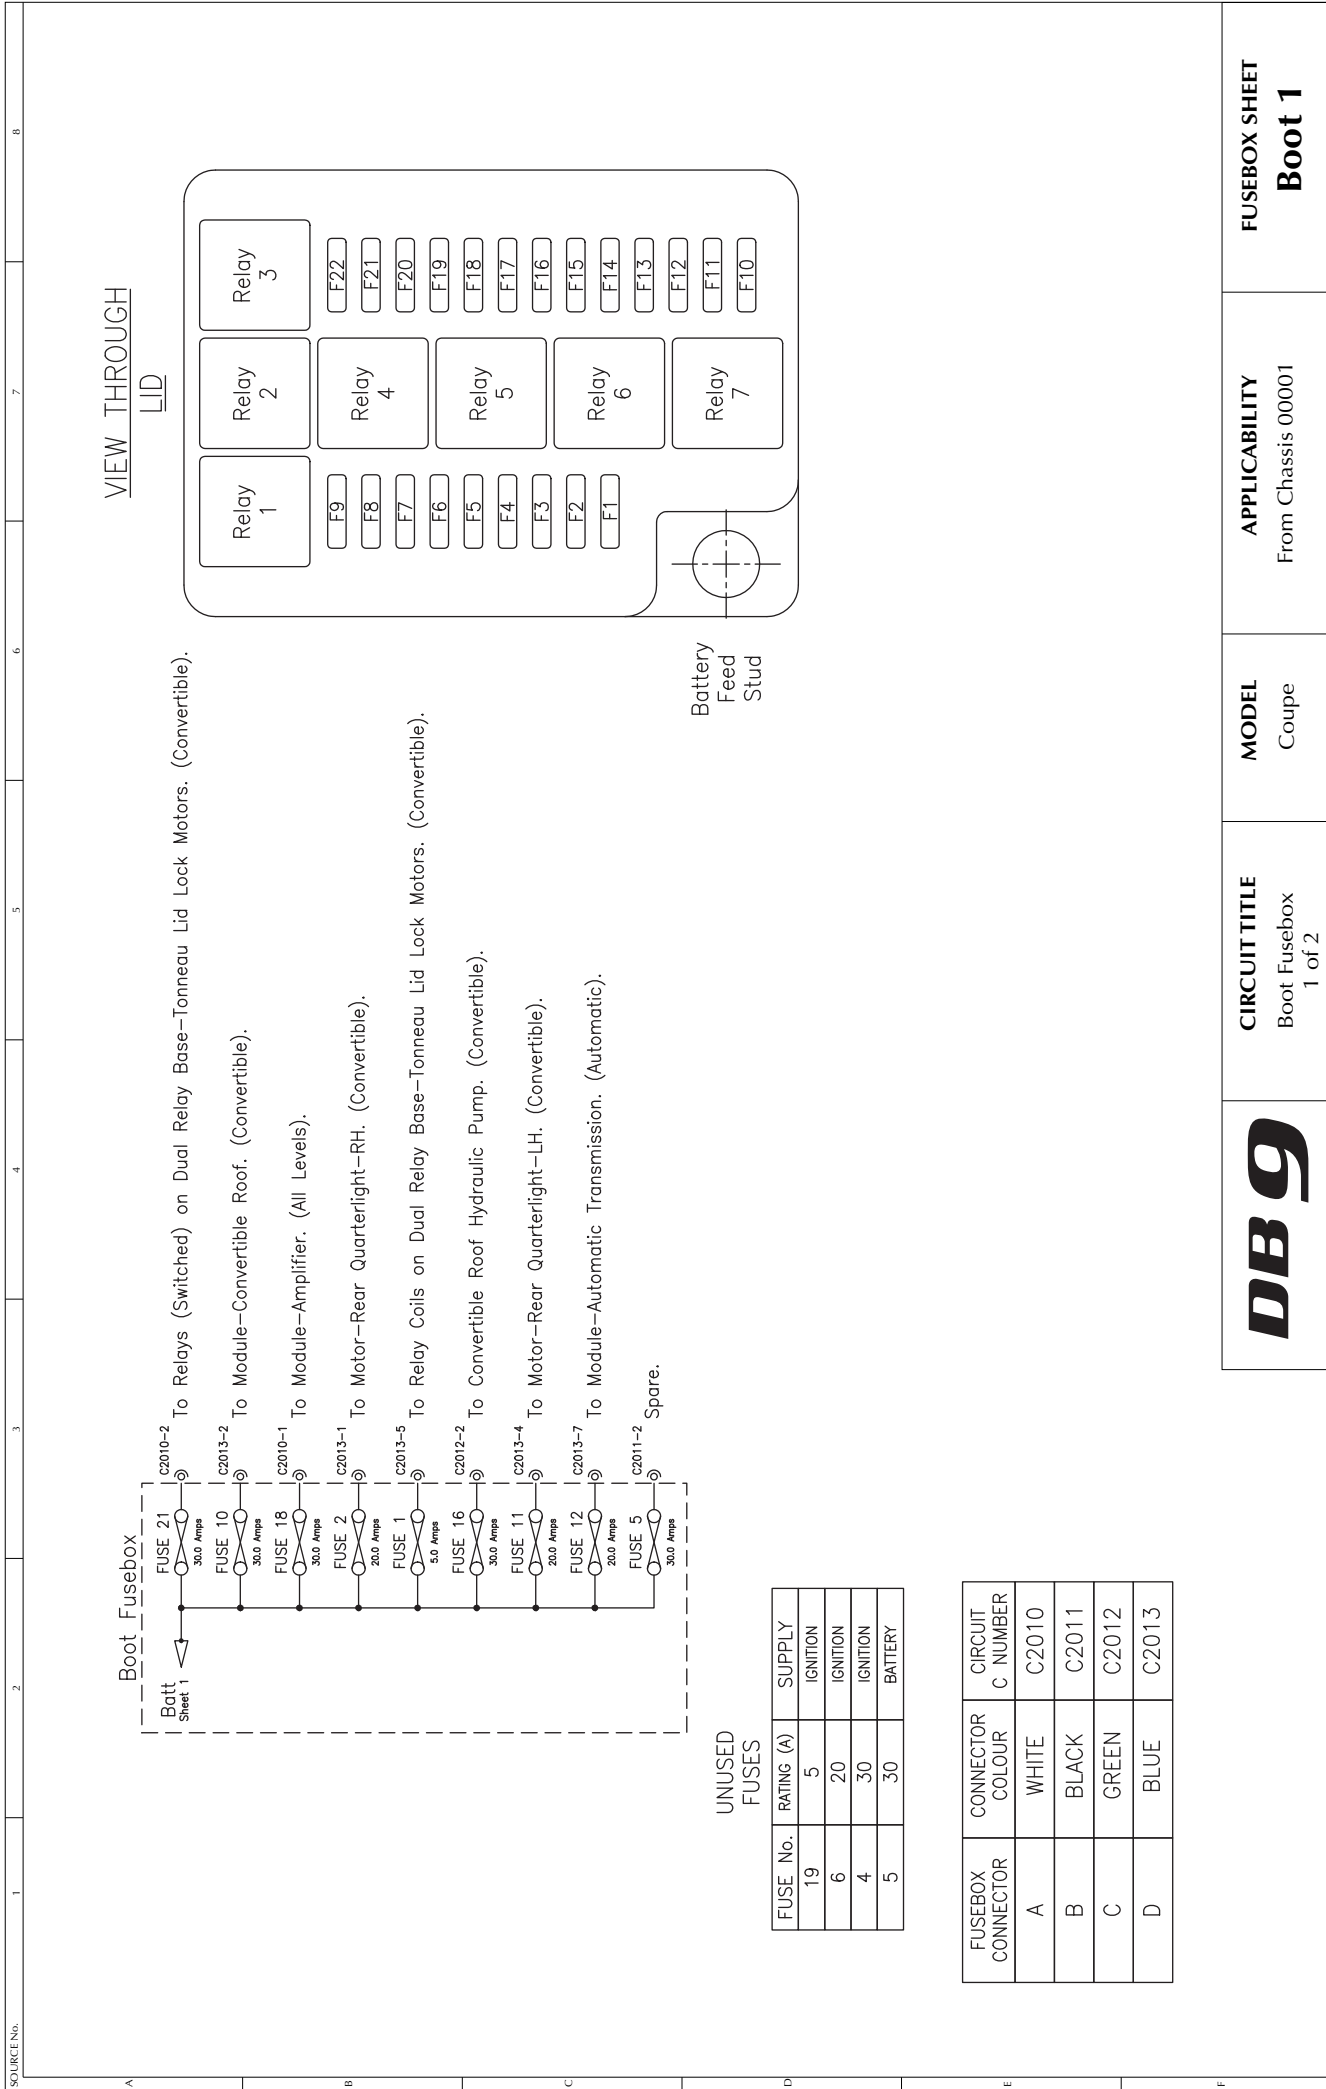 SOURCE No.
1
2
3
4
5
6
7
8
A
B
C
D
E
F
Boot Fusebox
Batt
Sheet 1
FUSE 21
30.0 Amps
C2010-2
To Relays (Switched) on Dual Relay Base-Tonneau Lid Lock Motors. (Convertible).
FUSE 10
30.0 Amps
C2013-2
To Module-Convertible Roof. (Convertible).
FUSE 18
30.0 Amps
C2010-1
To Module-Amplifier. (All Levels).
FUSE 2
20.0 Amps
C2013-1
To Motor-Rear Quarterlight-RH. (Convertible).
FUSE 1
5.0 Amps
C2013-5
To Relay Coils on Dual Relay Base-Tonneau Lid Lock Motors. (Convertible).
FUSE 16
30.0 Amps
C2012-2
To Convertible Roof Hydraulic Pump. (Convertible).
FUSE 11
20.0 Amps
C2013-4
To Motor-Rear Quarterlight-LH. (Convertible).
FUSE 12
20.0 Amps
C2013-7
To Module-Automatic Transmission. (Automatic).
FUSE 5
30.0 Amps
C2011-2
Spare.
VIEW THROUGH
LID
Relay
1
Relay
2
Relay
3
Relay
4
Relay
5
Relay
6
Relay
7
F9
F8
F7
F6
F5
F4
F3
F2
F1
F22
F21
F20
F19
F18
F17
F16
F15
F14
F13
F12
F11
F10
Battery
Feed
Stud
UNUSED
FUSES
FUSE No. RATING (A) SUPPLY
19 5 IGNITION
6 20 IGNITION
4 30 IGNITION
5 30 BATTERY
FUSEBOX
CONNECTOR
CONNECTOR
COLOUR
CIRCUIT
C NUMBER
A WHITE C2010
B BLACK C2011
C GREEN C2012
D BLUE C2013
DB 9
CIRCUIT TITLE
Boot Fusebox
1 of 2
MODEL
Coupe
APPLICABILITY
From Chassis 00001
FUSEBOX SHEET
Boot 1